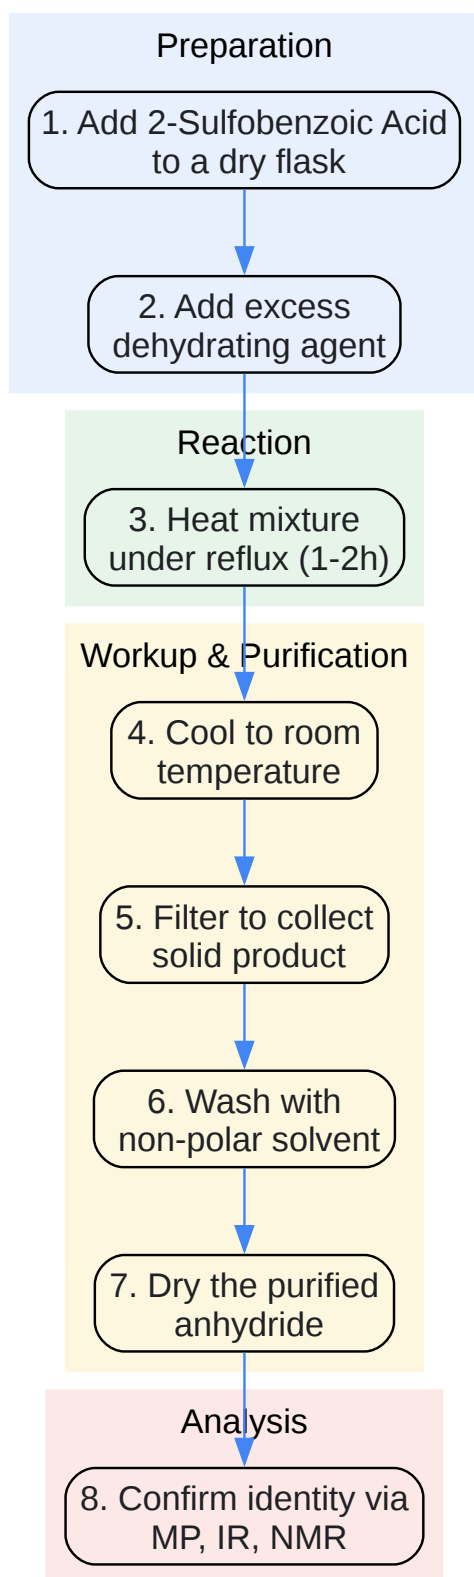 Preparation
1. Add 2-Sulfobenzoic Acid
to a dry flask
2. Add excess
dehydrating agent
Reaction
3. Heat mixture
under reflux (1-2h)
Workup & Purification
4. Cool to room
temperature
5. Filter to collect
solid product
6. Wash with
non-polar solvent
7. Dry the purified
anhydride
Analysis
8. Confirm identity via
MP, IR, NMR